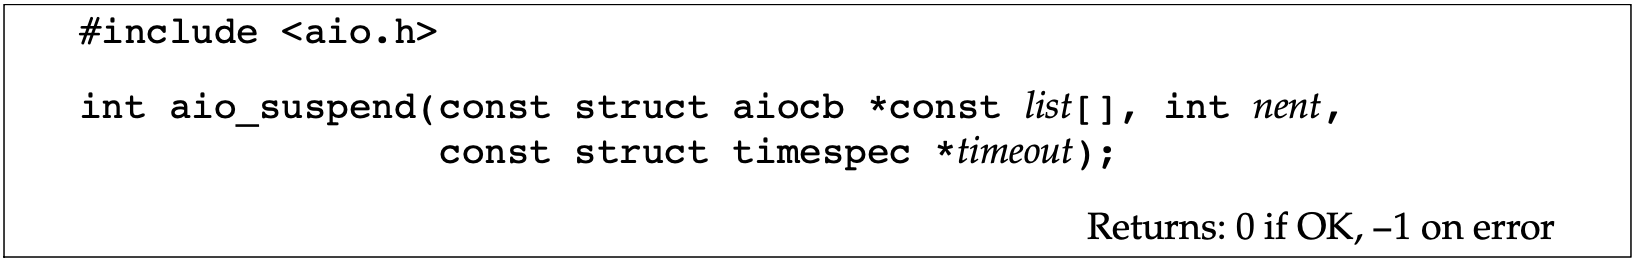 #include <aio.h>
int aio_suspend(const struct aiocb *const list[], int nent,
const struct timespec *timeout);
Returns: 0 if OK, –1 on error